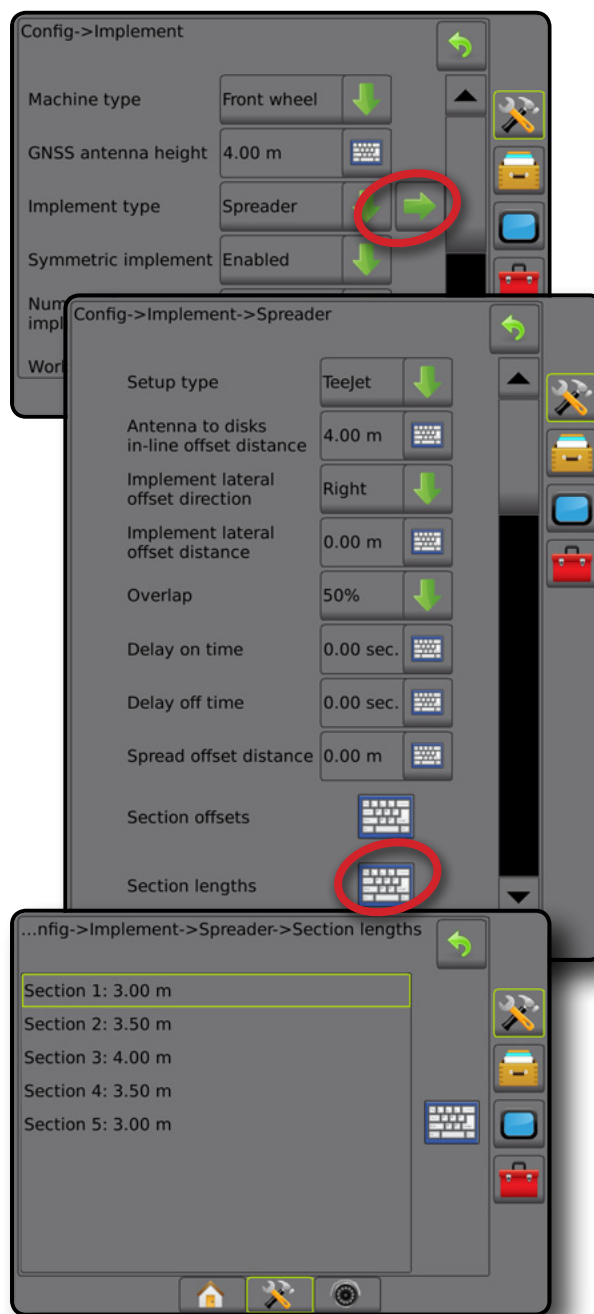 Config->Implement
Machine type Front wheel
GNSS antenna height 4.00 m
Implement type Spreader
Symmetric implement Enabled
Config->Implement->Spreader
Setup type TeeJet
Antenna to disks
in-line offset distance 4.00 m
Implement lateral
offset direction Right
Implement lateral
offset distance 0.00 m
Overlap 50%
Delay on time 0.00 sec.
Delay off time 0.00 sec.
Spread offset distance 0.00 m
Section offsets
Section lengths
...nfig->Implement->Spreader->Section lengths
Section 1: 3.00 m
Section 2: 3.50 m
Section 3: 4.00 m
Section 4: 3.50 m
Section 5: 3.00 m